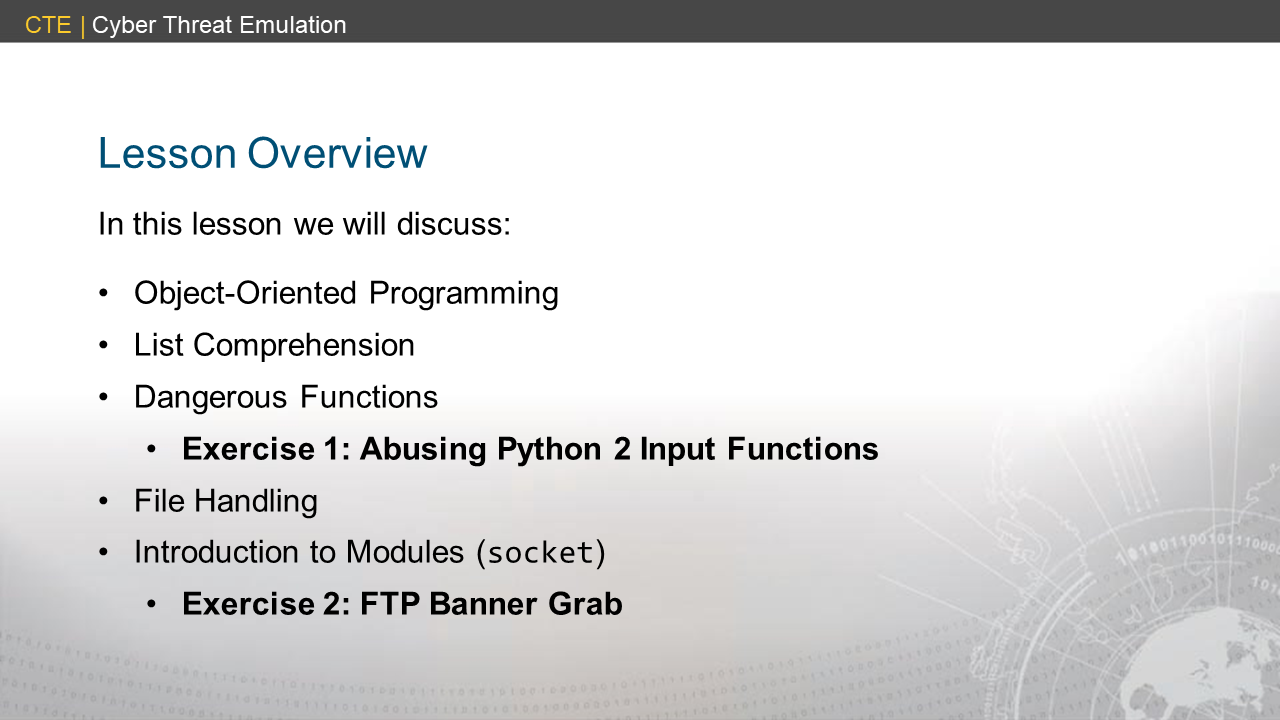 CTE | Cyber Threat Emulation
Lesson Overview
In this lesson we will discuss:
• Object-Oriented Programming
• List Comprehension
• Dangerous Functions
• Exercise 1: Abusing Python 2 Input Functions
• File Handling
• Introduction to Modules (socket)
• Exercise 2: FTP Banner Grab